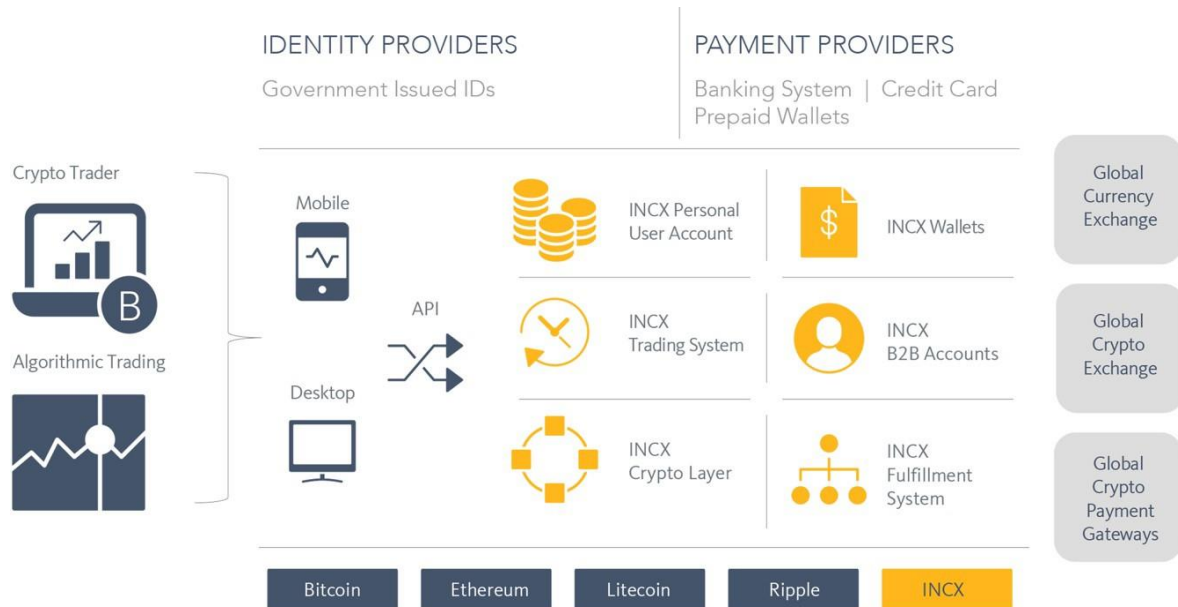 IDENTITY PROVIDERS
Government Issued IDs
PAYMENT PROVIDERS
Banking System | Credit Card
Prepaid Wallets
Crypto Trader
B
Algorithmic Trading
Mobile
Desktop
API
INCX Personal
User Account
$
INCX Wallets
INCX
Trading System
INCX
B2B Accounts
INCX
Crypto Layer
INCX
Fulfillment
System
Global
Currency
Exchange
Global
Crypto
Exchange
Global
Crypto
Payment
Gateways
Bitcoin
Ethereum
Litecoin
Ripple
INCX